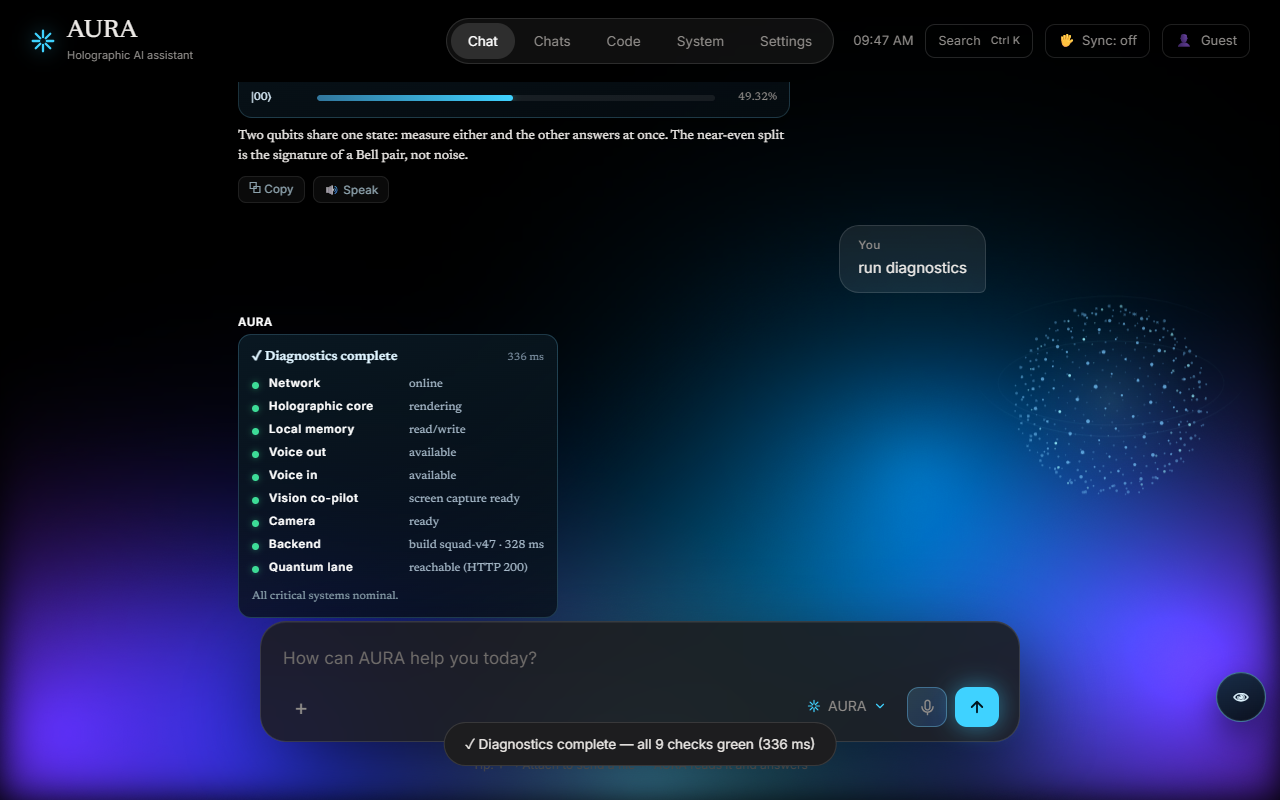 AURA
Holographic AI assistant
Chat
Chats
Code
System
Settings
09:47 AM
Search Ctrl K
Sync: off
Guest
|00⟩
49.32%
Two qubits share one state: measure either and the other answers at once. The near-even split
is the signature of a Bell pair, not noise.
Copy
Speak
You
run diagnostics
AURA
✓ Diagnostics complete 336 ms
Network online
Holographic core rendering
Local memory read/write
Voice out available
Voice in available
Vision co-pilot screen capture ready
Camera ready
Backend build squad-v47 · 328 ms
Quantum lane reachable (HTTP 200)
All critical systems nominal.
How can AURA help you today?
+
AURA
✓ Diagnostics complete — all 9 checks green (336 ms)